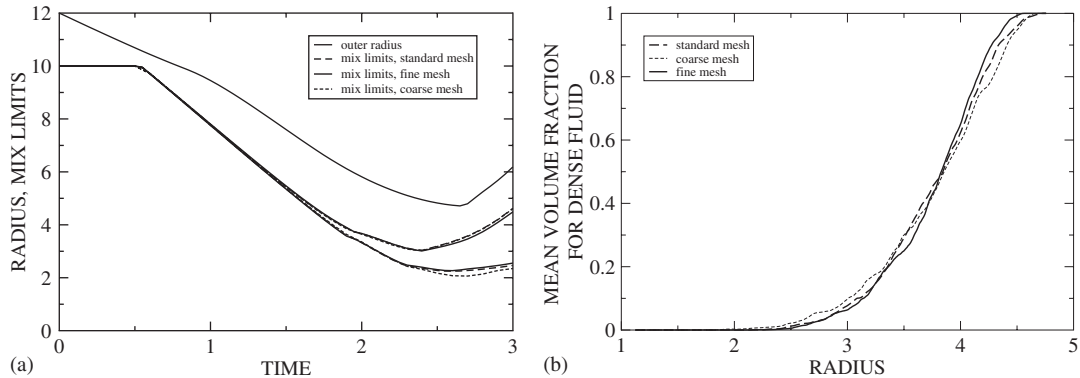 12
10
8
6
4
2
0
RADIUS, MIX LIMITS
outer radius
mix limits, standard mesh
mix limits, fine mesh
mix limits, coarse mesh
0
1
2
3
TIME
(a)
1
0.8
0.6
0.4
0.2
0
MEAN VOLUME FRACTION
FOR DENSE FLUID
standard mesh
coarse mesh
fine mesh
1
2
3
4
5
RADIUS
(b)